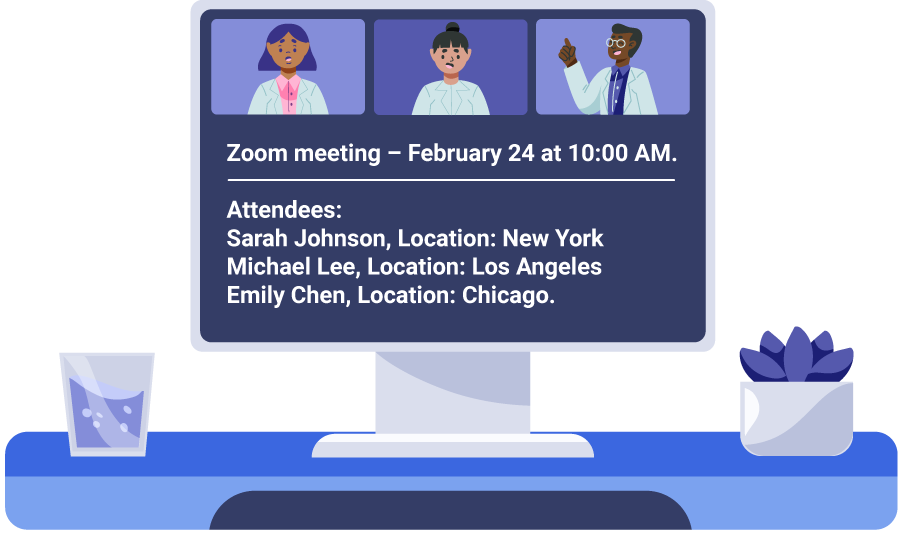 Zoom meeting – February 24 at 10:00 AM.
Attendees:
Sarah Johnson, Location: New York
Michael Lee, Location: Los Angeles
Emily Chen, Location: Chicago.